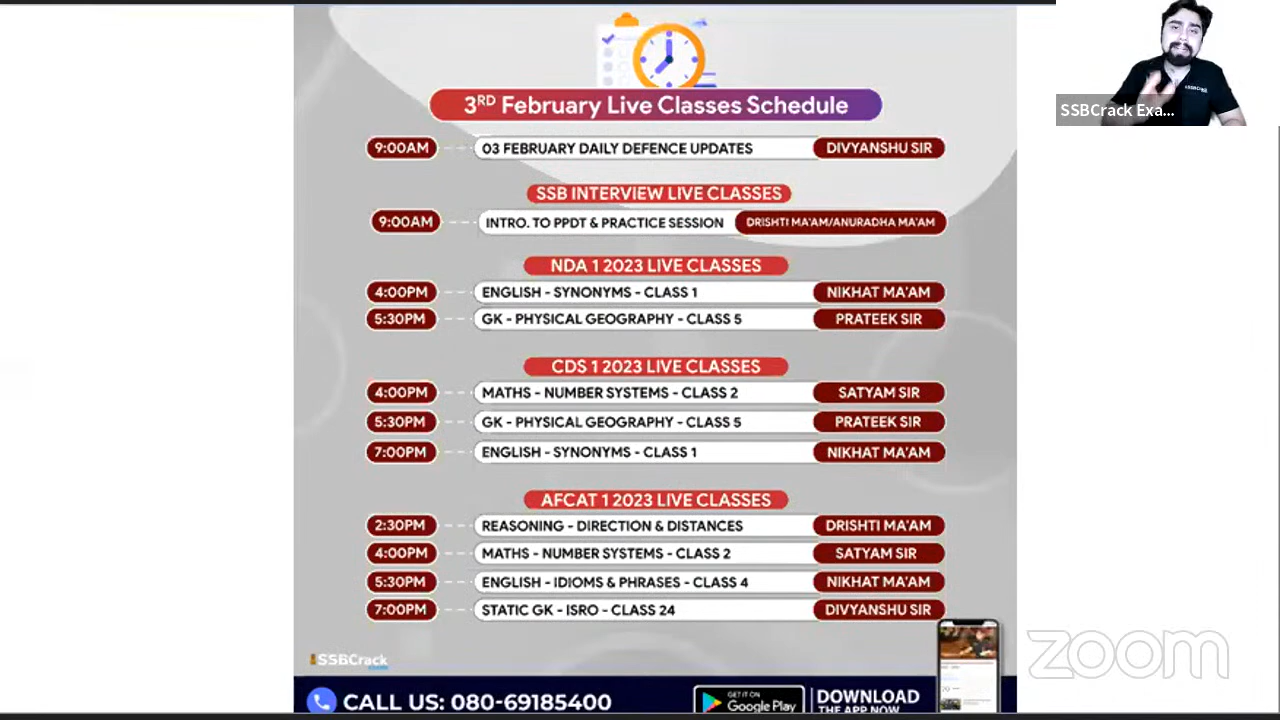 3RD February Live Classes Schedule
SSBCrack Exa...
9:00AM 03 FEBRUARY DAILY DEFENCE UPDATES DIVYANSHU SIR
SSB INTERVIEW LIVE CLASSES
9:00AM INTRO. TO PPDT & PRACTICE SESSION DRISHTI MA'AM/ANURADHA MA'AM
NDA 1 2023 LIVE CLASSES
4:00PM ENGLISH - SYNONYMS - CLASS 1 NIKHAT MA'AM
5:30PM GK - PHYSICAL GEOGRAPHY - CLASS 5 PRATEEK SIR
CDS 1 2023 LIVE CLASSES
4:00PM MATHS - NUMBER SYSTEMS - CLASS 2 SATYAM SIR
5:30PM GK - PHYSICAL GEOGRAPHY - CLASS 5 PRATEEK SIR
7:00PM ENGLISH - SYNONYMS - CLASS 1 NIKHAT MA'AM
AFCAT 1 2023 LIVE CLASSES
2:30PM REASONING - DIRECTION & DISTANCES DRISHTI MA'AM
4:00PM MATHS - NUMBER SYSTEMS - CLASS 2 SATYAM SIR
5:30PM ENGLISH - IDIOMS & PHRASES - CLASS 4 NIKHAT MA'AM
7:00PM STATIC GK - ISRO - CLASS 24 DIVYANSHU SIR
SSBCrack
zoom
CALL US: 080-69185400
GET IT ON
Google Play
DOWNLOAD
THE APP NOW